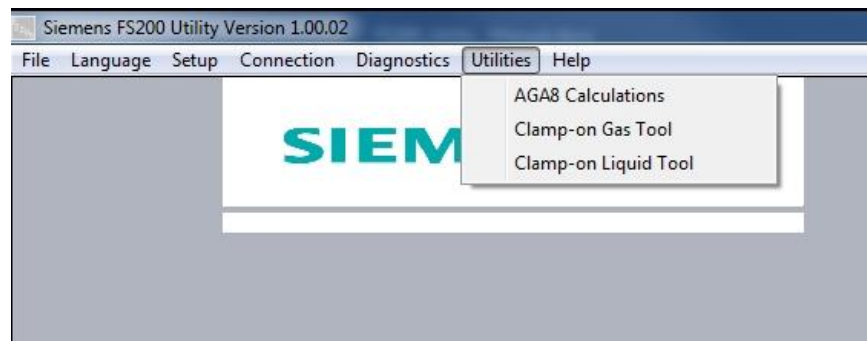 Siemens FS200 Utility Version 1.00.02
File Language Setup Connection Diagnostics Utilities Help
AGA8 Calculations
SIEM
Clamp-on Gas Tool
Clamp-on Liquid Tool